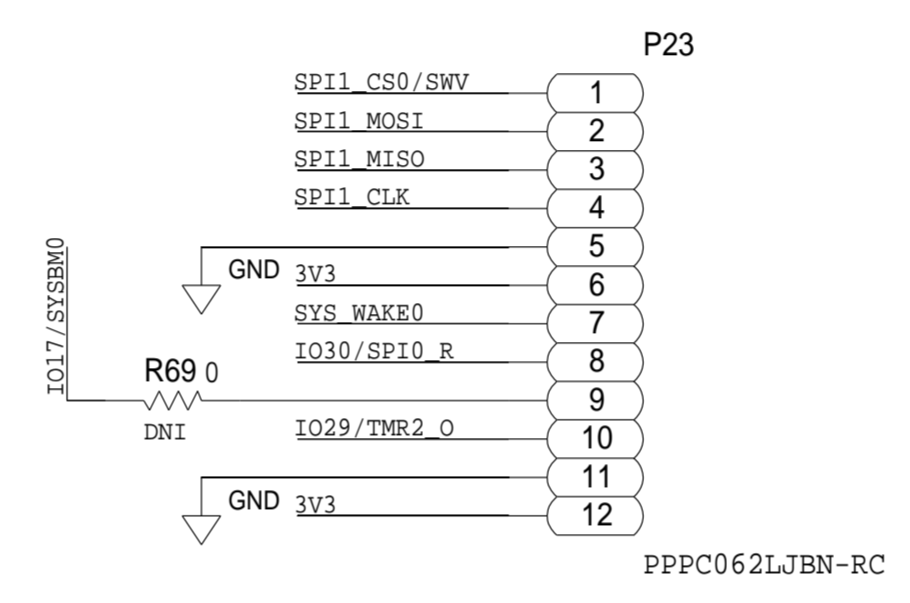 P23
SPI1_CS0/SWV 1
SPI1_MOSI 2
SPI1_MISO 3
SPI1_CLK 4
5
GND 3V3 6
SYS_WAKE0 7
IO30/SPI0_R 8
IO17/SYSBM0
R69 0
9
DNI
IO29/TMR2_O 10
11
GND 3V3 12
PPPC062LJBN-RC